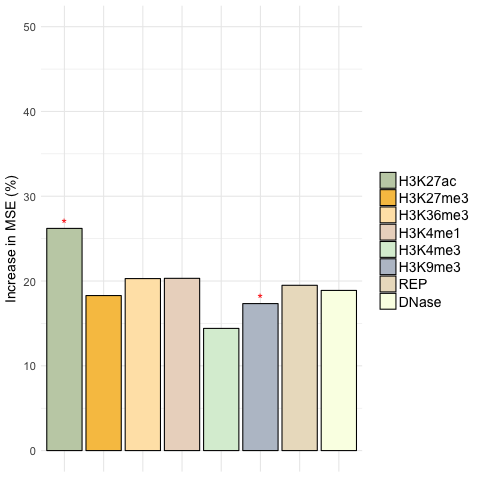 50
40
30
20
10
0
Increase in MSE (%)
*
*
H3K27ac
H3K27me3
H3K36me3
H3K4me1
H3K4me3
H3K9me3
REP
DNase